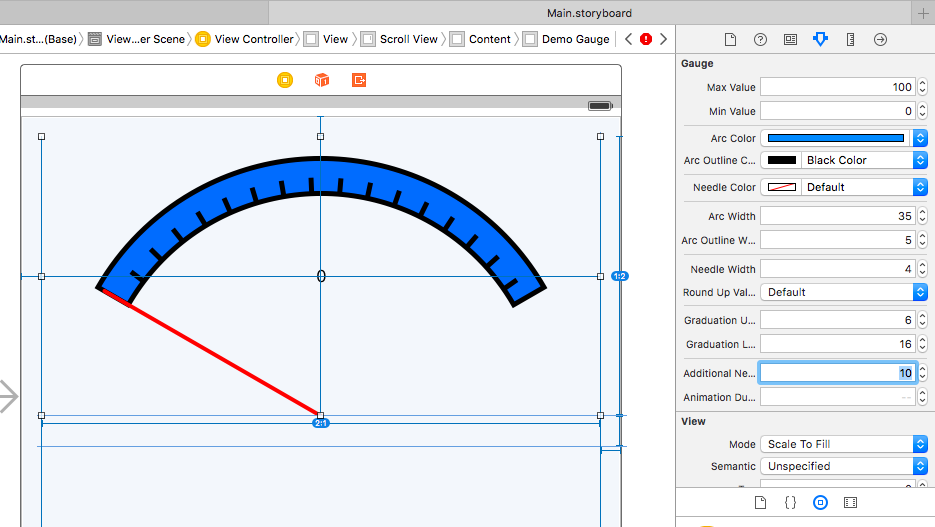 Main.storyboard
Main.st...(Base) View...er Scene View Controller View Scroll View Content Demo Gauge
1
Gauge
Max Value 100
Min Value 0
Arc Color
Arc Outline C... Black Color
Needle Color Default
Arc Width 35
Arc Outline W... 5
Needle Width 4
Round Up Val... Default
Graduation U... 6
Graduation L... 16
Additional Ne... 10
Animation Du... --
View
Mode Scale To Fill
Semantic Unspecified
0
1:2
2:1